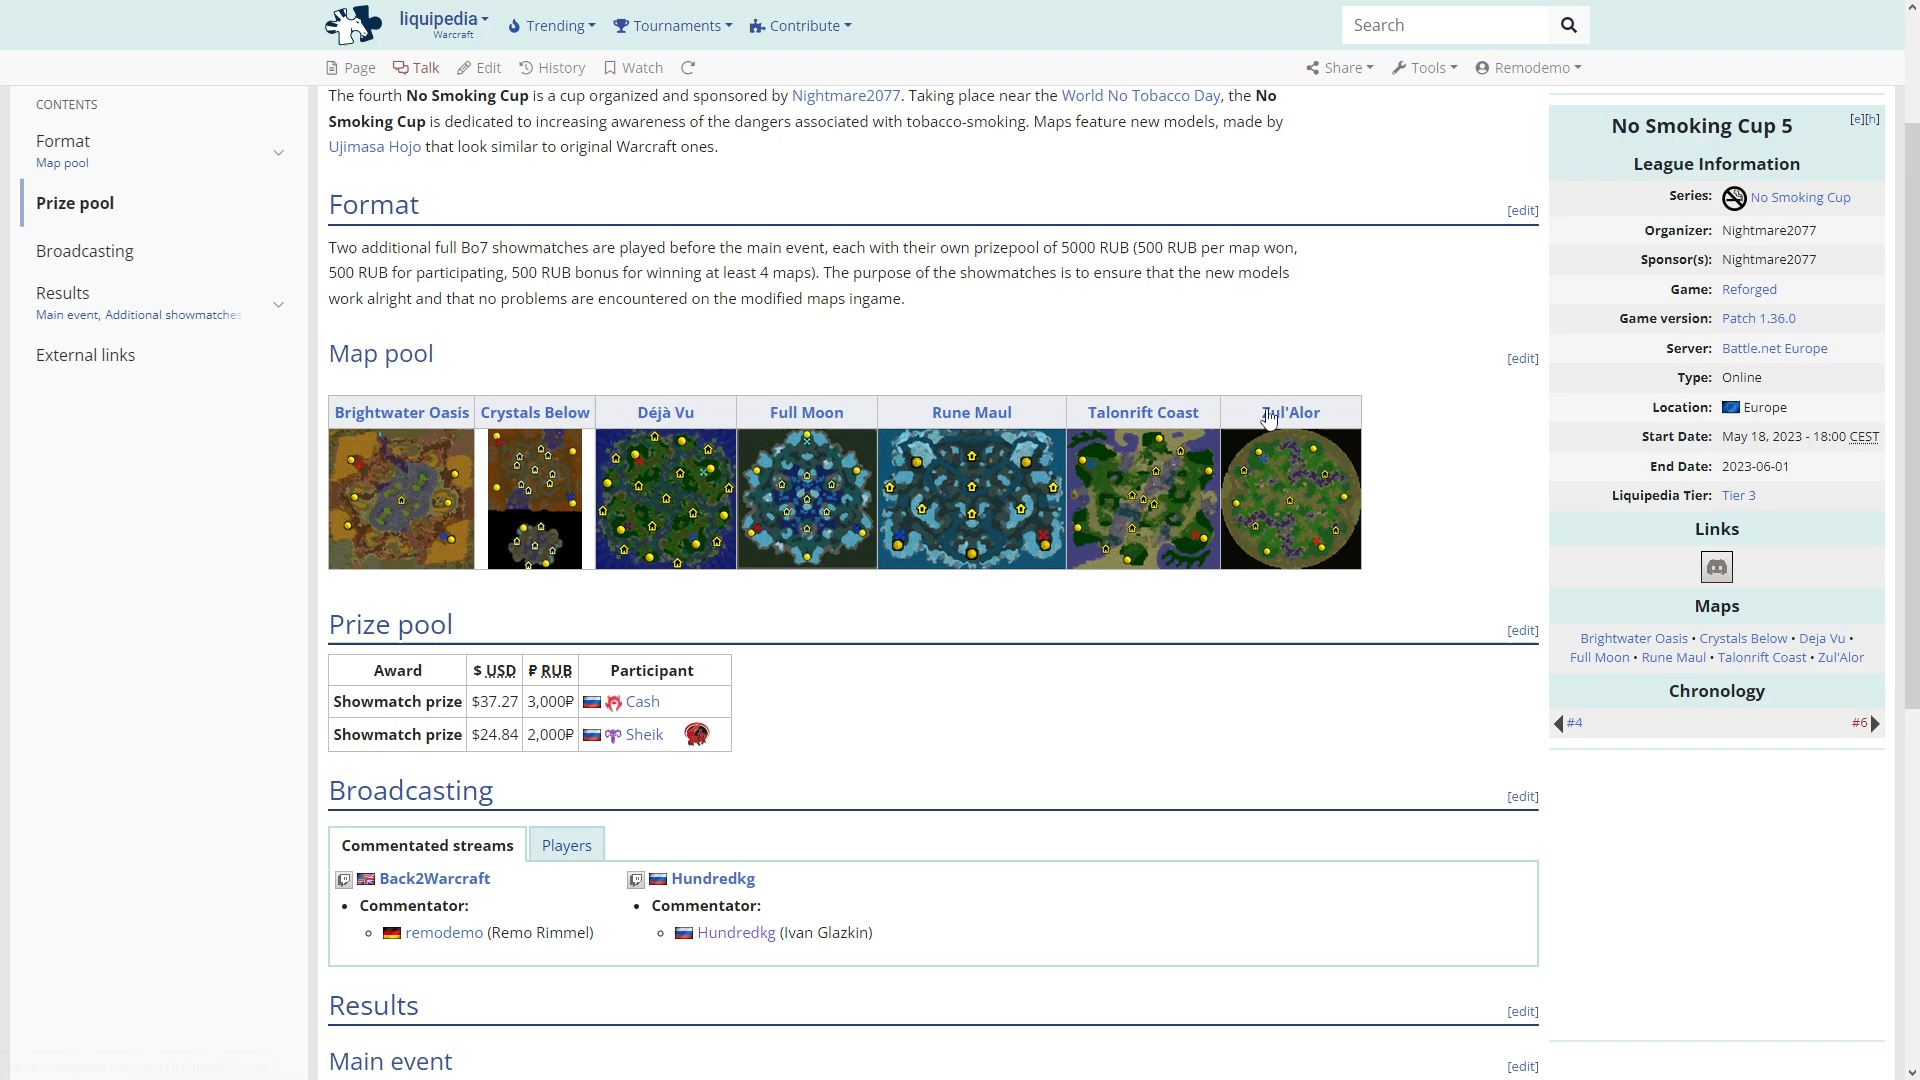 liquipedia
Warcraft
Trending
Tournaments
Contribute
Search
Page
Talk
Edit
History
Watch
Share
Tools
Remodemo
CONTENTS
Format
Map pool
Prize pool
Broadcasting
Results
Main event, Additional showmatches
External links
The fourth No Smoking Cup is a cup organized and sponsored by Nightmare2077. Taking place near the World No Tobacco Day, the No
Smoking Cup is dedicated to increasing awareness of the dangers associated with tobacco-smoking. Maps feature new models, made by
Ujimasa Hojo that look similar to original Warcraft ones.
Format
[edit]
Two additional full Bo7 showmatches are played before the main event, each with their own prizepool of 5000 RUB (500 RUB per map won,
500 RUB for participating, 500 RUB bonus for winning at least 4 maps). The purpose of the showmatches is to ensure that the new models
work alright and that no problems are encountered on the modified maps ingame.
Map pool
[edit]
Brightwater Oasis Crystals Below Déjà Vu Full Moon Rune Maul Talonrift Coast Zul'Alor
Prize pool
[edit]
Award $ USD ₽ RUB Participant
Showmatch prize $37.27 3,000₽ Cash
Showmatch prize $24.84 2,000₽ Sheik
Broadcasting
[edit]
Commentated streams Players
Back2Warcraft
Commentator:
remodemo (Remo Rimmel)
Hundredkg
Commentator:
Hundredkg (Ivan Glazkin)
Results
[edit]
Main event
[edit]
No Smoking Cup 5
[e][h]
League Information
Series: No Smoking Cup
Organizer: Nightmare2077
Sponsor(s): Nightmare2077
Game: Reforged
Game version: Patch 1.36.0
Server: Battle.net Europe
Type: Online
Location: Europe
Start Date: May 18, 2023 - 18:00 CEST
End Date: 2023-06-01
Liquipedia Tier: Tier 3
Links
Maps
Brightwater Oasis • Crystals Below • Deja Vu •
Full Moon • Rune Maul • Talonrift Coast • Zul'Alor
Chronology
#4
#6